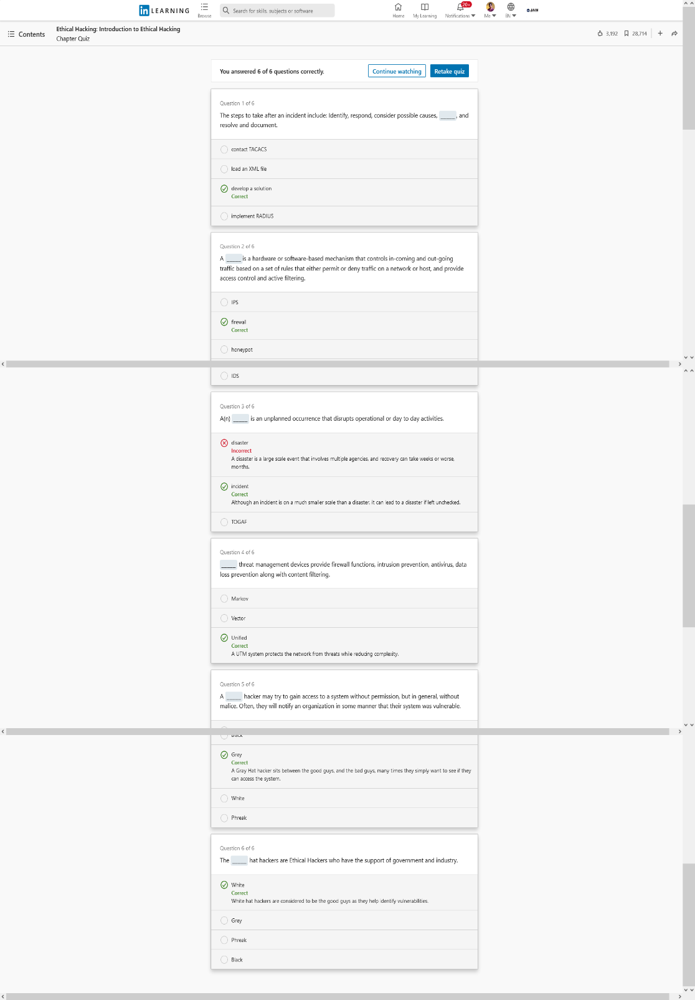 in LEARNING
Browse
Search for skills, subjects or software
Home
My Learning
20+
Notifications
Me
EN
JAIN
Contents
Ethical Hacking: Introduction to Ethical Hacking
Chapter Quiz
3,192
28,714
You answered 6 of 6 questions correctly.
Continue watching
Retake quiz
Question 1 of 6
The steps to take after an incident include: Identify, respond, consider possible causes, _____, and
resolve and document.
contact TACACS
load an XML file
develop a solution
Correct
implement RADIUS
Question 2 of 6
A _____ is a hardware or software-based mechanism that controls in-coming and out-going
traffic based on a set of rules that either permit or deny traffic on a network or host, and provide
access control and active filtering.
IPS
firewall
Correct
honeypot
IDS
Question 3 of 6
A(n) _____ is an unplanned occurrence that disrupts operational or day to day activities.
disaster
Incorrect
A disaster is a large scale event that involves multiple agencies, and recovery can take weeks or worse,
months.
incident
Correct
Although an incident is on a much smaller scale than a disaster, it can lead to a disaster if left unchecked.
TOGAF
Question 4 of 6
_____ threat management devices provide firewall functions, intrusion prevention, antivirus, data
loss prevention along with content filtering.
Markov
Vector
Unified
Correct
A UTM system protects the network from threats while reducing complexity.
Question 5 of 6
A _____ hacker may try to gain access to a system without permission, but in general, without
malice. Often, they will notify an organization in some manner that their system was vulnerable.
Black
Grey
Correct
A Gray Hat hacker sits between the good guys, and the bad guys, many times they simply want to see if they
can access the system.
White
Phreak
Question 6 of 6
The _____ hat hackers are Ethical Hackers who have the support of government and industry.
White
Correct
White hat hackers are considered to be the good guys as they help identify vulnerabilities.
Grey
Phreak
Black